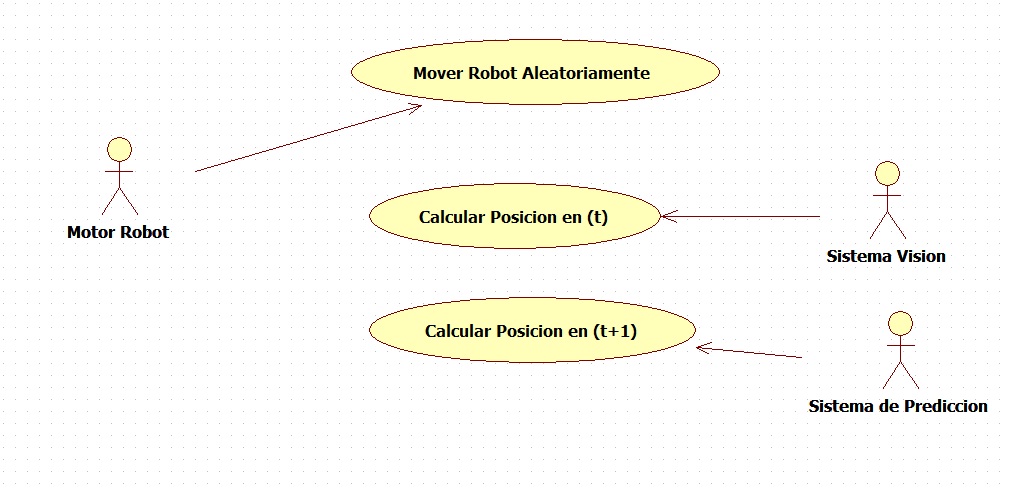 Mover Robot Aleatoriamente
Motor Robot
Calcular Posicion en (t)
Sistema Vision
Calcular Posicion en (t+1)
Sistema de Prediccion